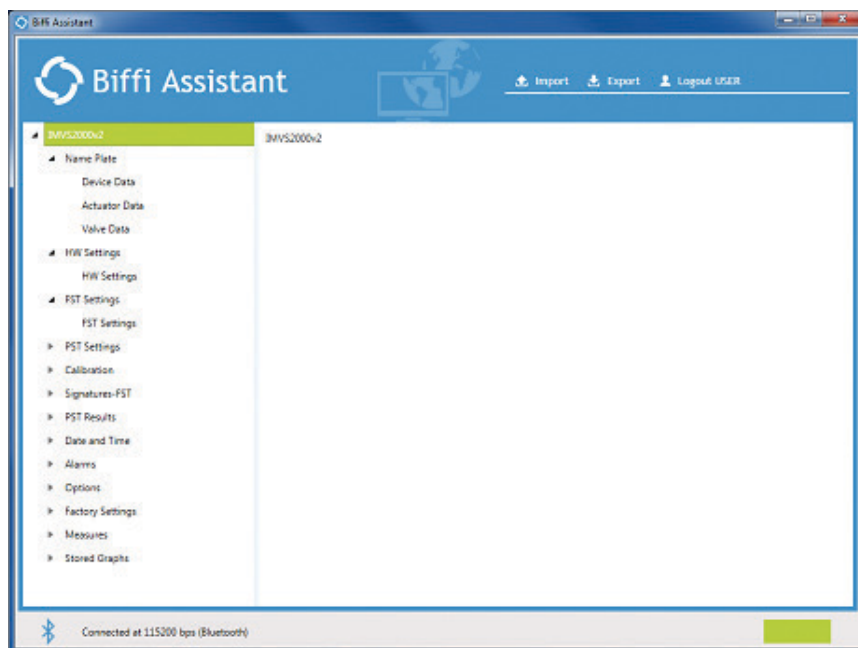 Biffi Assistant
Biffi Assistant
Import Export Logout USER
IMVS2000v2
IMVS2000v2
Name Plate
Device Data
Actuator Data
Valve Data
HW Settings
HW Settings
FST Settings
FST Settings
PST Settings
Calibration
Signatures-FST
PST Results
Date and Time
Alarms
Options
Factory Settings
Measures
Stored Graphs
Connected at 115200 bps (Bluetooth)